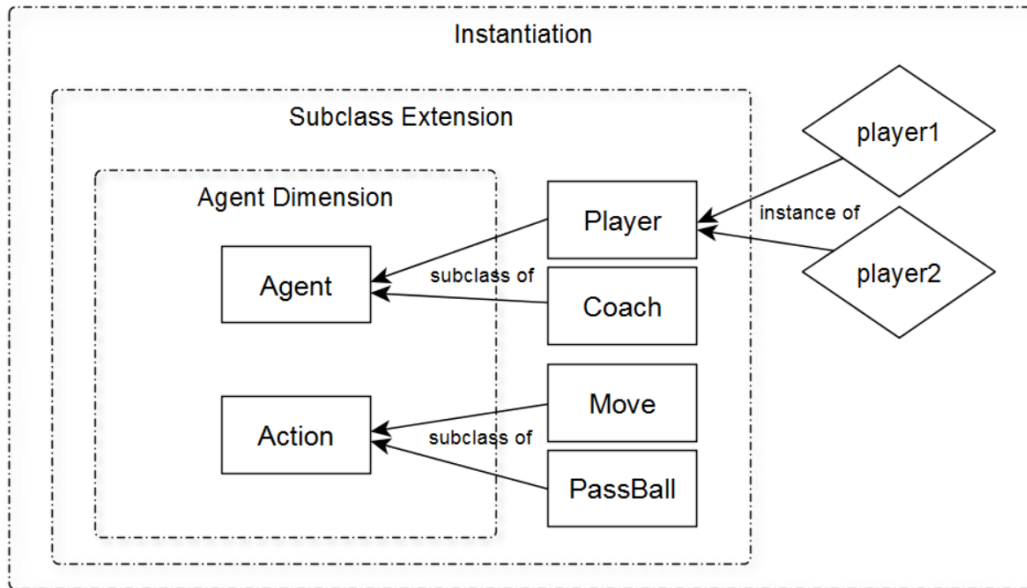 Instantiation
Subclass Extension
Agent Dimension
player1
Player
instance of
Agent
subclass of
player2
Coach
Move
Action
subclass of
PassBall